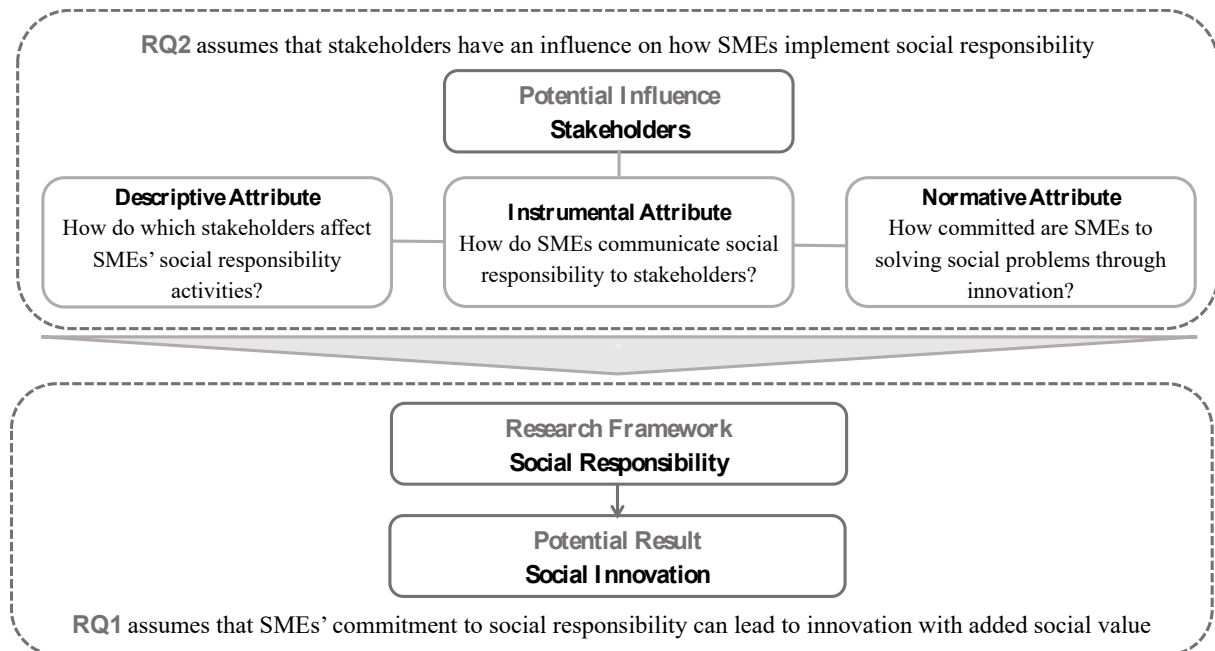 RQ2 assumes that stakeholders have an influence on how SMEs implement social responsibility
Potential Influence
Stakeholders
Descriptive Attribute
How do which stakeholders affect
SMEs’ social responsibility
activities?
Instrumental Attribute
How do SMEs communicate social
responsibility to stakeholders?
Normative Attribute
How committed are SMEs to
solving social problems through
innovation?
Research Framework
Social Responsibility
Potential Result
Social Innovation
RQ1 assumes that SMEs’ commitment to social responsibility can lead to innovation with added social value